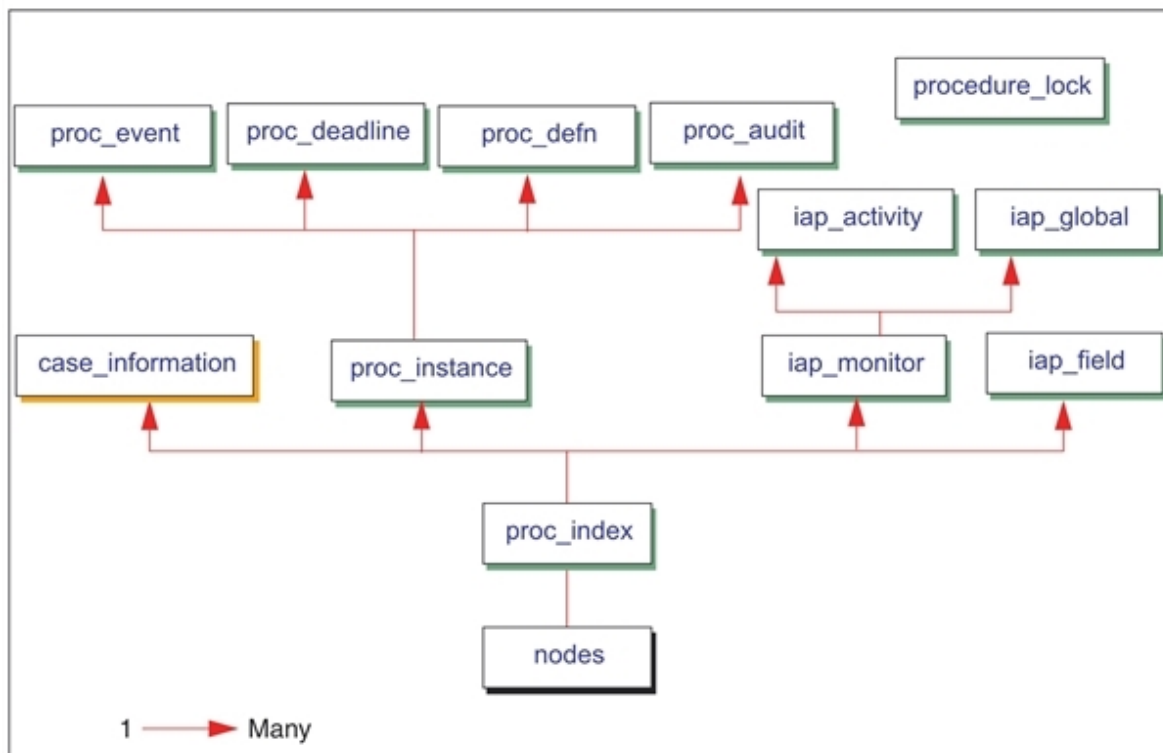 procedure_lock
proc_event
proc_deadline
proc_defn
proc_audit
iap_activity
iap_global
case_information
proc_instance
iap_monitor
iap_field
proc_index
nodes
1 Many